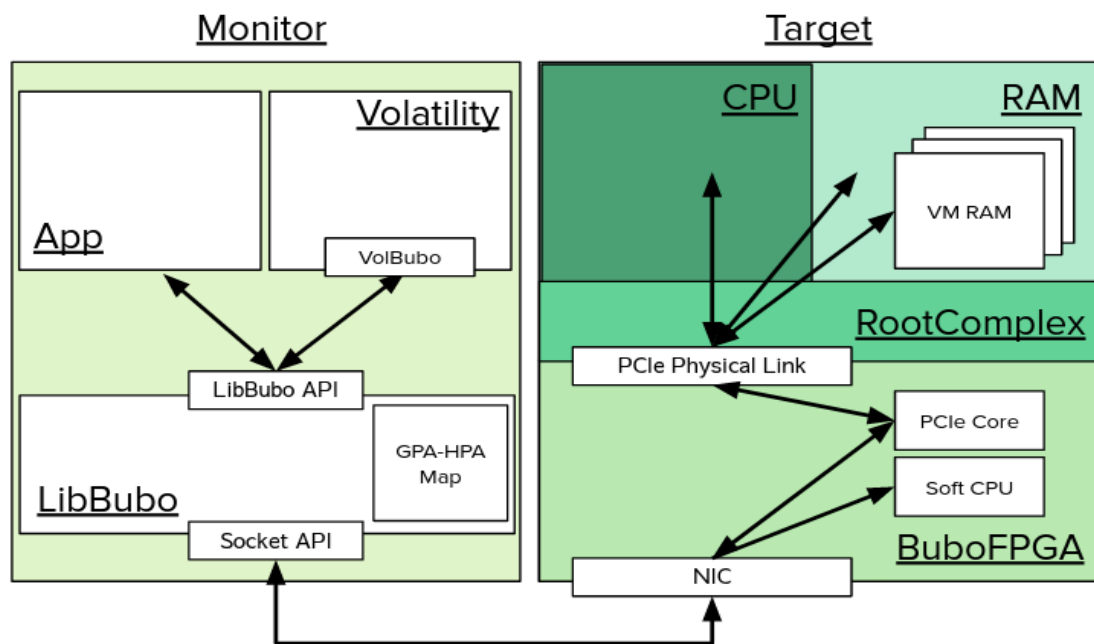 Monitor
Target
App
Volatility
VolBubo
LibBubo API
LibBubo
GPA-HPA
Map
Socket API
CPU
RAM
VM RAM
RootComplex
PCIe Physical Link
PCIe Core
Soft CPU
BuboFPGA
NIC